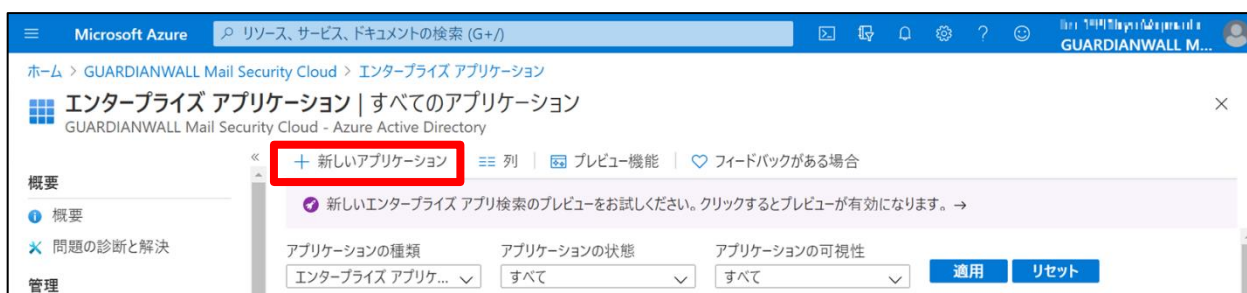 Microsoft Azure リソース、サービス、ドキュメントの検索 (G+/)
GUARDIANWALL M...
ホーム > GUARDIANWALL Mail Security Cloud > エンタープライズ アプリケーション
エンタープライズ アプリケーション | すべてのアプリケーション
GUARDIANWALL Mail Security Cloud - Azure Active Directory
+ 新しいアプリケーション 列 プレビュー機能 フィードバックがある場合
概要
新しいエンタープライズ アプリ検索のプレビューをお試しください。クリックするとプレビューが有効になります。 →
概要
問題の診断と解決
アプリケーションの種類 アプリケーションの状態 アプリケーションの可視性
エンタープライズ アプリケ... すべて すべて 適用 リセット
管理